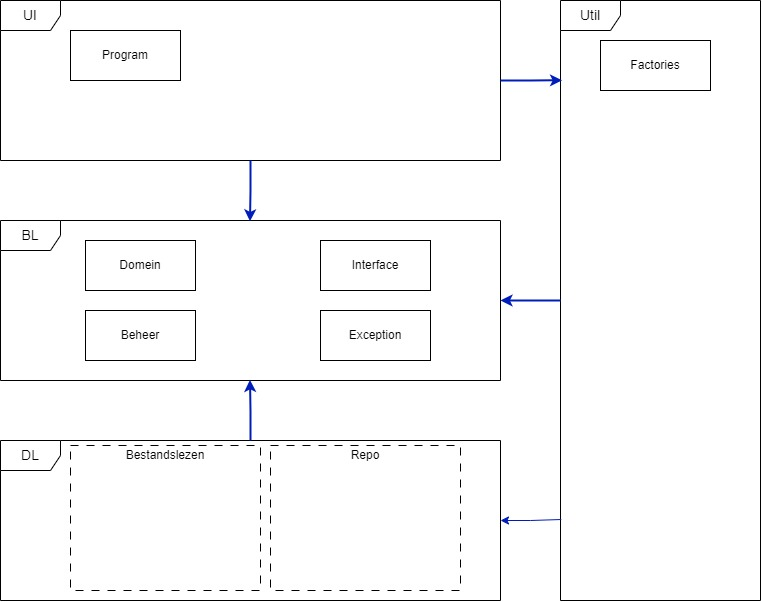 UI
Program
Util
Factories
BL
Domein
Interface
Beheer
Exception
DL
Bestandslezen
Repo